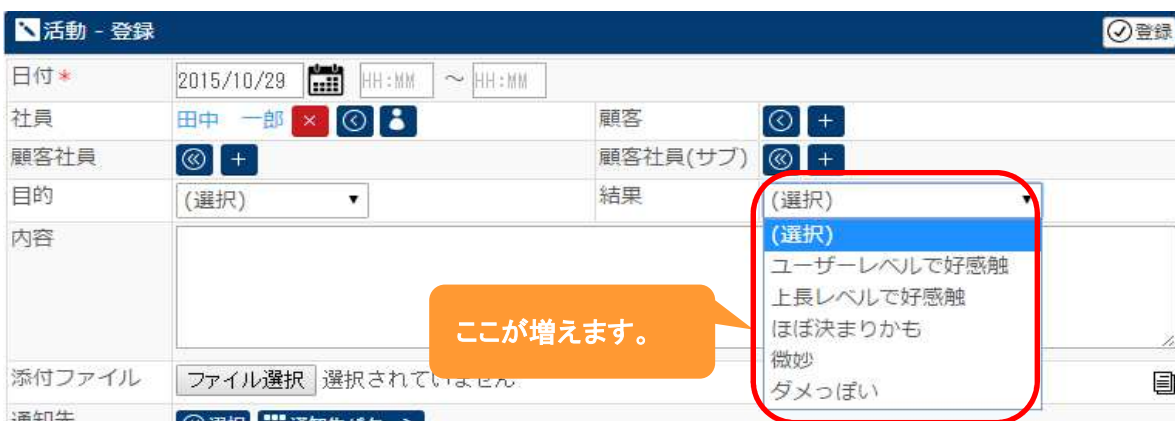 活動 - 登録
登録
日付*
2015/10/29 HH:MM ~ HH:MM
社員 田中 一郎 顧客
顧客社員 顧客社員(サブ)
目的 (選択) 結果 (選択)
(選択)
ユーザーレベルで好感触
上長レベルで好感触
ほぼ決まりかも
微妙
ダメっぽい
内容
ここが増えます。
添付ファイル ファイル選択 選択されていません
通知先 選択